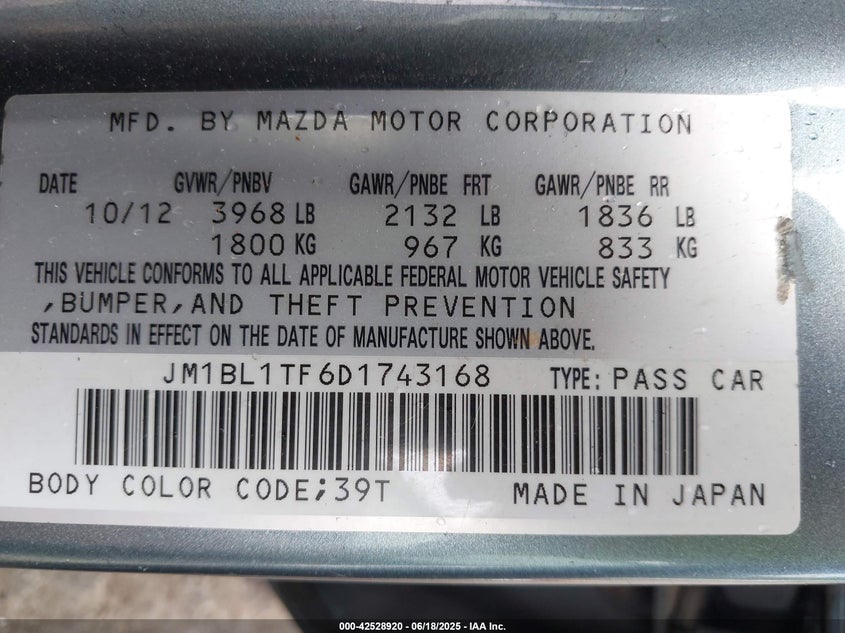 MFD. BY MAZDA MOTOR CORPORATION
DATE GVWR/PNBV GAWR/PNBE FRT GAWR/PNBE RR
10/12 3968 LB 2132 LB 1836 LB
1800 KG 967 KG 833 KG
THIS VEHICLE CONFORMS TO ALL APPLICABLE FEDERAL MOTOR VEHICLE SAFETY
,BUMPER,AND THEFT PREVENTION
STANDARDS IN EFFECT ON THE DATE OF MANUFACTURE SHOWN ABOVE.
JM1BL1TF6D1743168 TYPE: PASS CAR
BODY COLOR CODE;39T MADE IN JAPAN
000-42528920 | 06/18/2025 - IAA Inc.